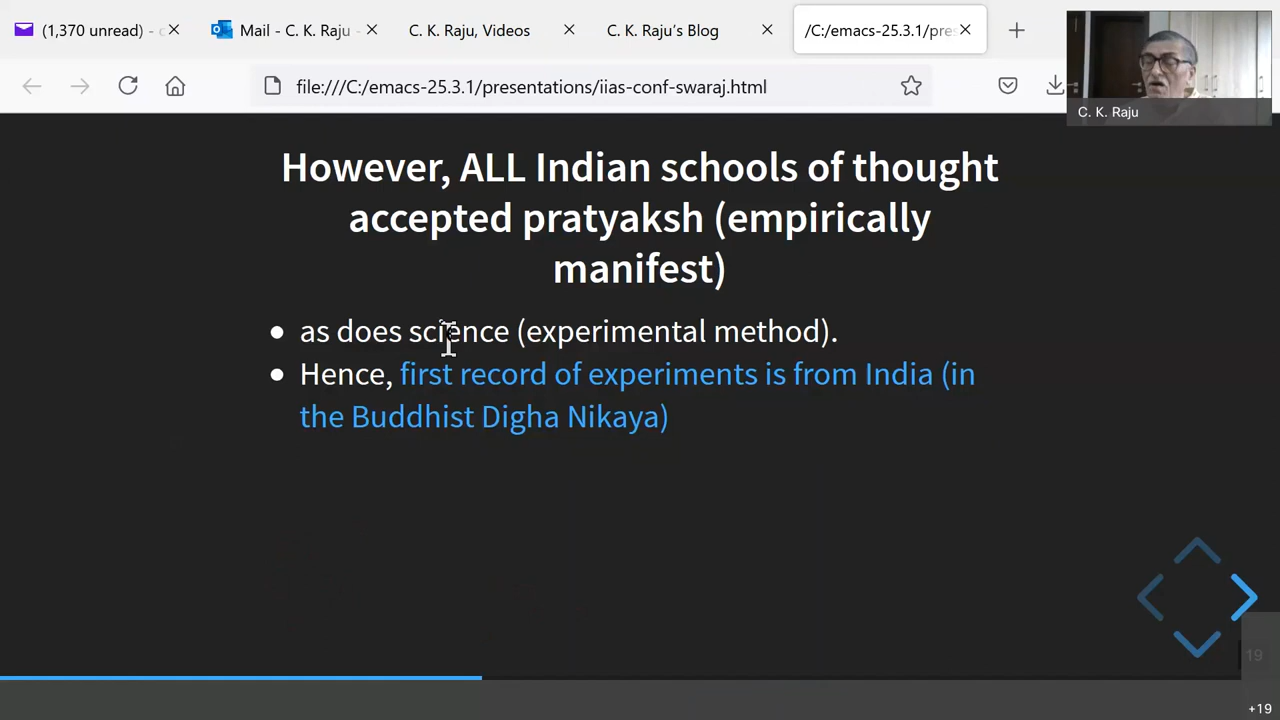 (1,370 unread) - c
Mail - C. K. Raju -
C. K. Raju, Videos
C. K. Raju’s Blog
/C:/emacs-25.3.1/pres
file:///C:/emacs-25.3.1/presentations/iias-conf-swaraj.html
C. K. Raju
However, ALL Indian schools of thought
accepted pratyaksh (empirically
manifest)
• as does science (experimental method).
• Hence, first record of experiments is from India (in
the Buddhist Digha Nikaya)
19
+19